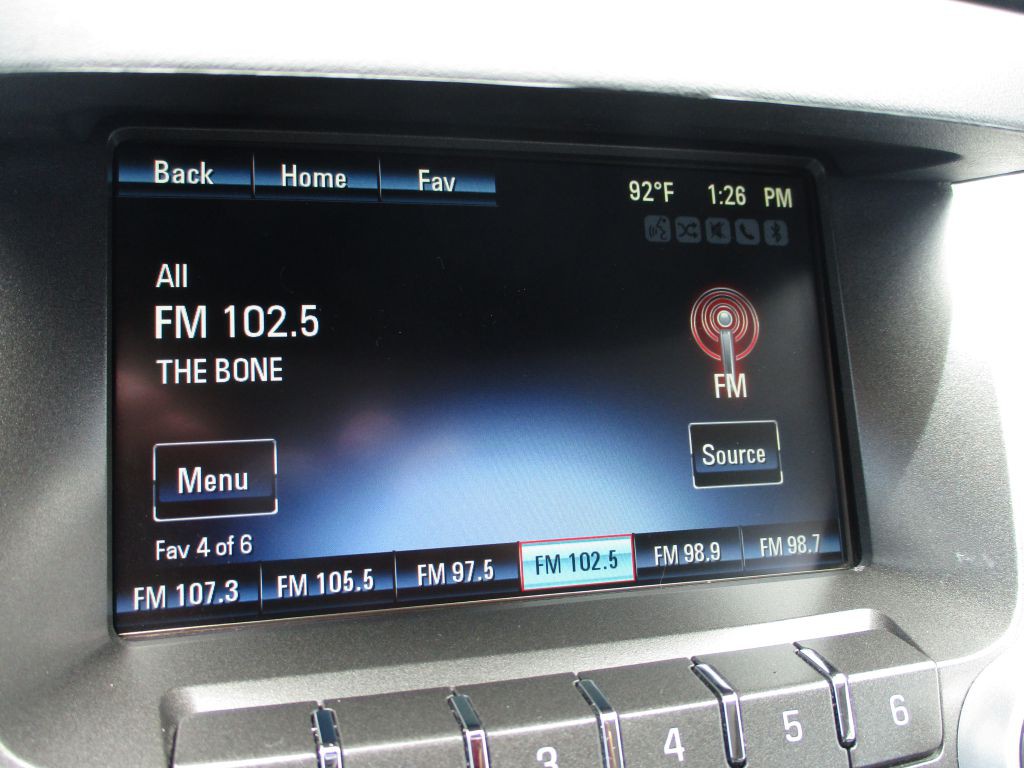 Back Home Fav 92°F 1:26 PM
All
FM 102.5
THE BONE
FM
Menu
Source
Fav 4 of 6
FM 107.3 FM 105.5 FM 97.5 FM 102.5 FM 98.9 FM 98.7
3 4 5 6